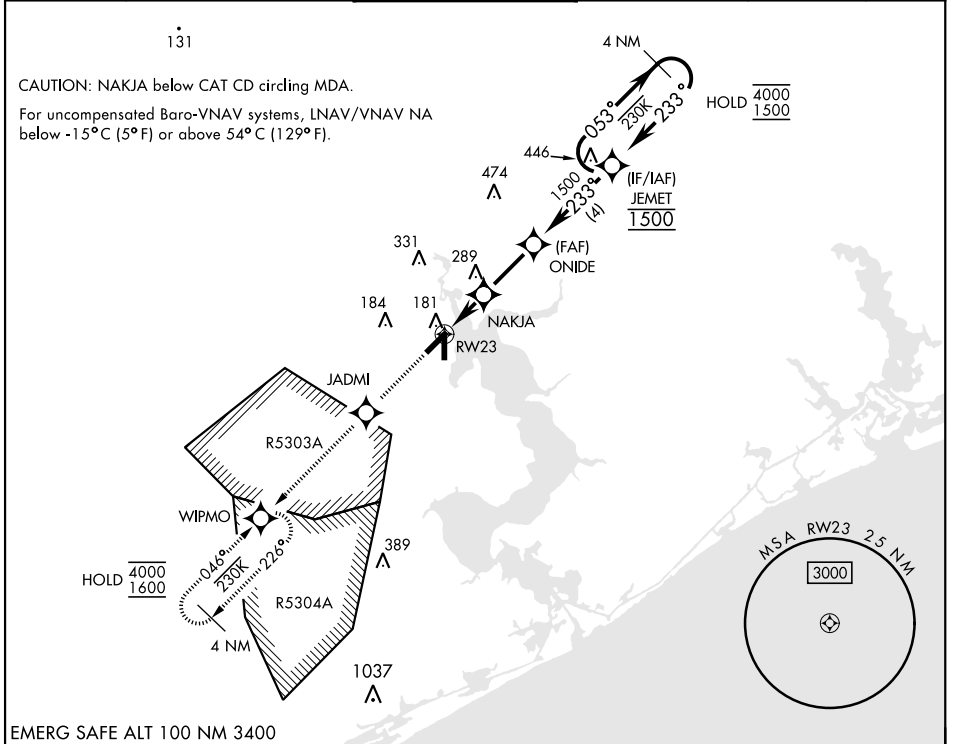 131
CAUTION: NAKJA below CAT CD circling MDA.
For uncompensated Baro-VNAV systems, LNAV/VNAV NA
below -15°C (5°F) or above 54°C (129°F).
4 NM
HOLD 4000
1500
053°
230K
233°
446
(IF/IAF)
JEMET
1500
1500
233°
(4)
474
(FAF)
ONIDE
331
289
NAKJA
184
181
RW23
JADMI
R5303A
WIPMO
046°
230K
226°
HOLD 4000
1600
4 NM
389
R5304A
1037
MSA RW23 25 NM
3000
EMERG SAFE ALT 100 NM 3400